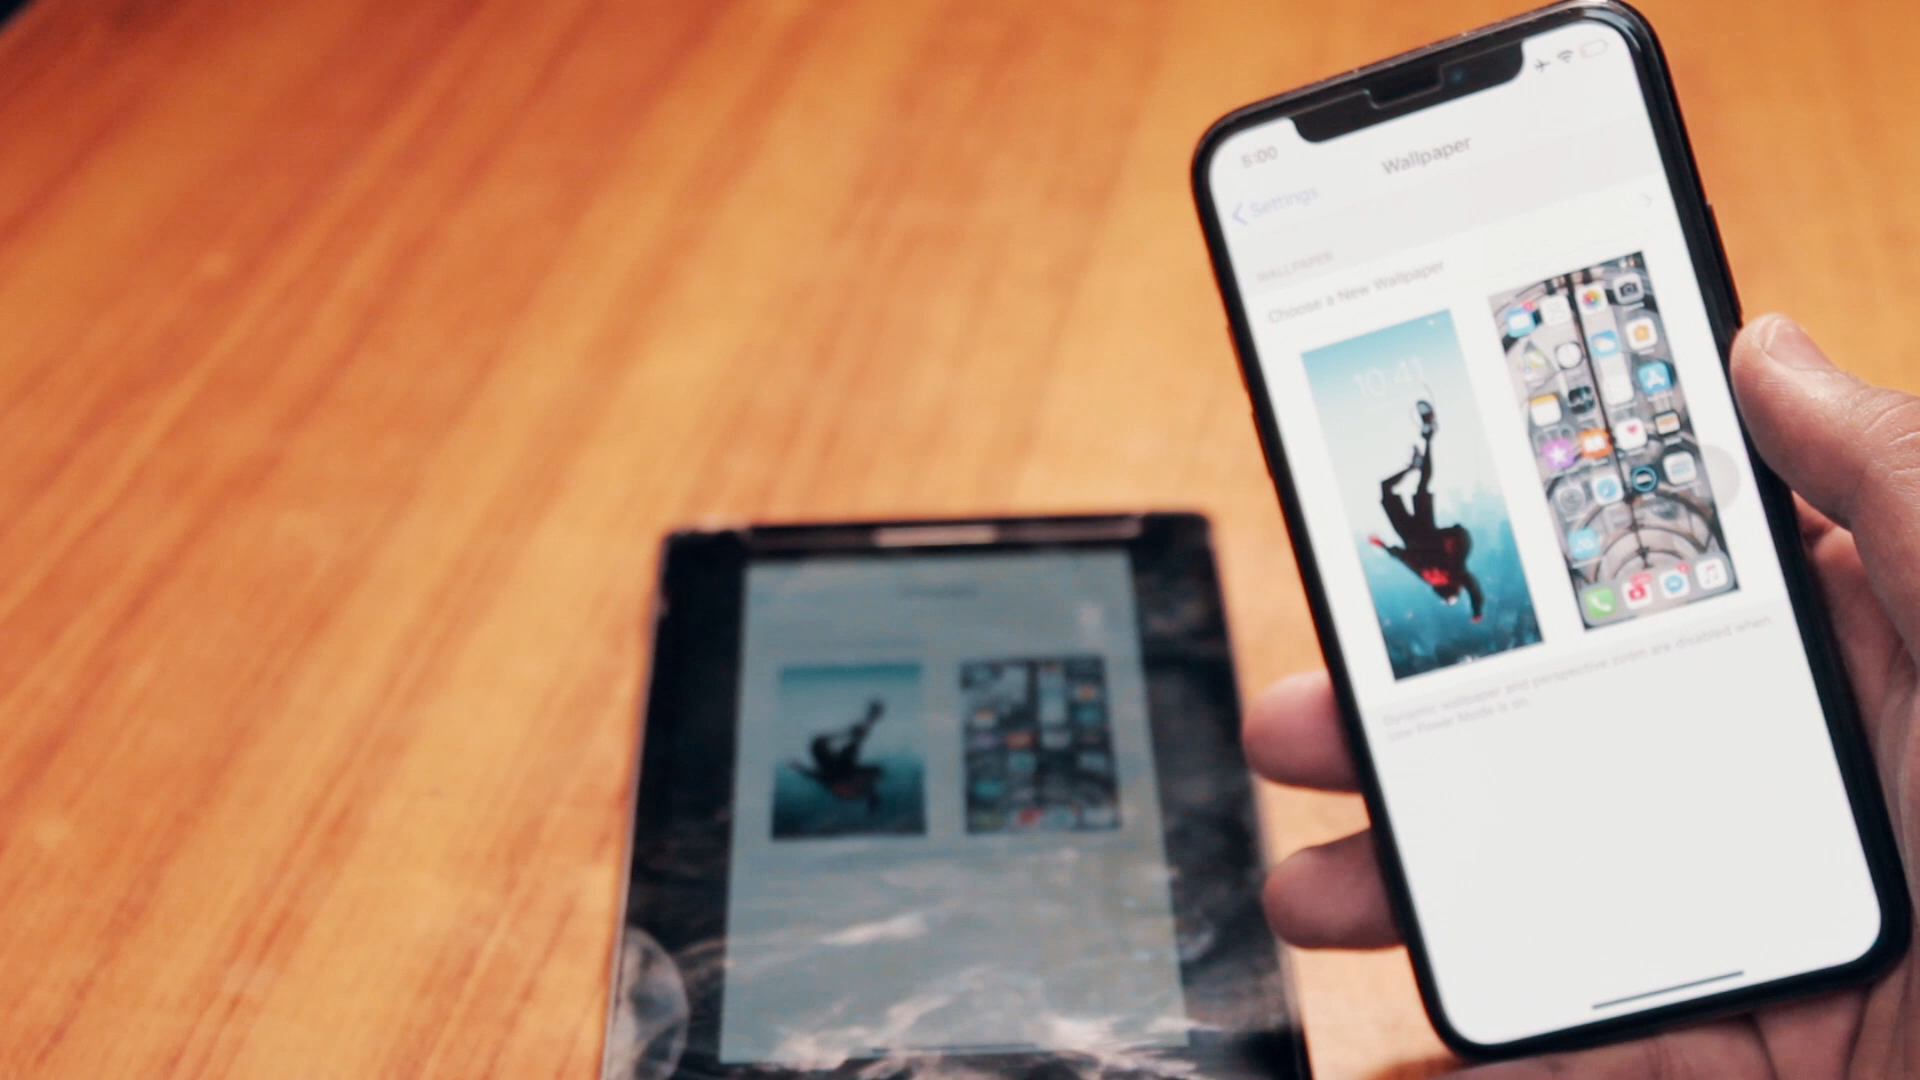 5:00
Wallpaper
Settings
WALLPAPER
Choose a New Wallpaper
10:41
Dynamic wallpaper and perspective zoom are disabled when
Low Power Mode is on.